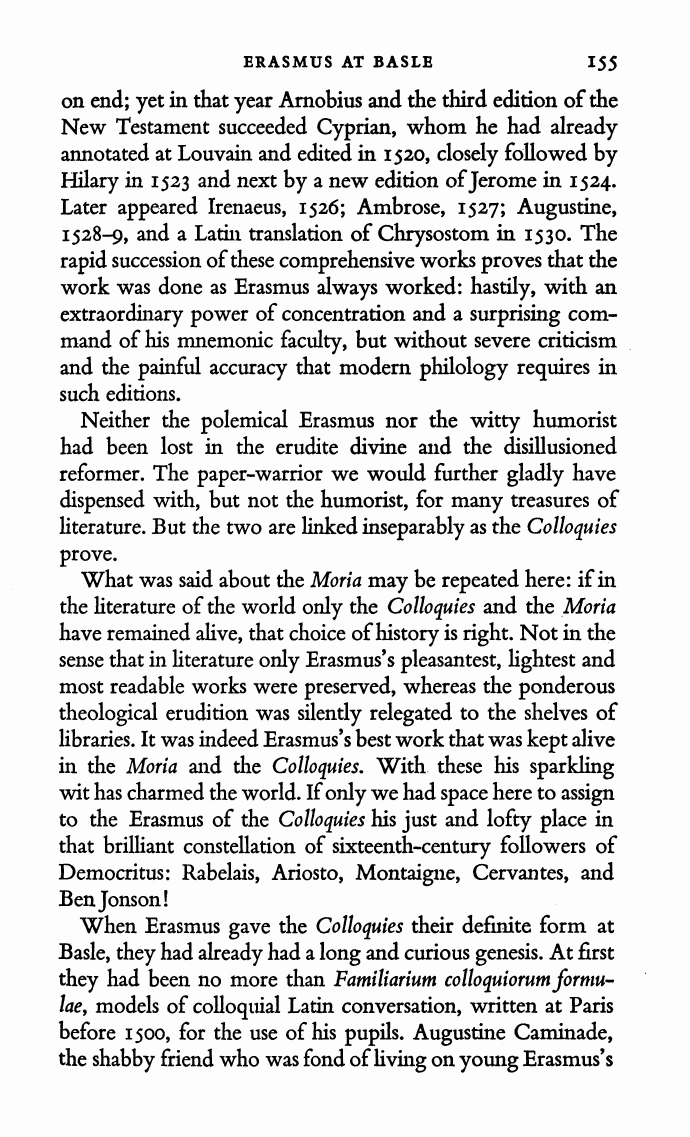 ERASMUS AT BASLE 155
on end; yet in that year Arnobius and the third edition of the
New Testament succeeded Cyprian, whom he had already
annotated at Louvain and edited in 1520, closely followed by
Hilary in 1523 and next by a new edition of Jerome in 1524.
Later appeared Irenaeus, 1526; Ambrose, 1527; Augustine,
1528–9, and a Latin translation of Chrysostom in 1530. The
rapid succession of these comprehensive works proves that the
work was done as Erasmus always worked: hastily, with an
extraordinary power of concentration and a surprising com-
mand of his mnemonic faculty, but without severe criticism
and the painful accuracy that modern philology requires in
such editions.
Neither the polemical Erasmus nor the witty humorist
had been lost in the erudite divine and the disillusioned
reformer. The paper-warrior we would further gladly have
dispensed with, but not the humorist, for many treasures of
literature. But the two are linked inseparably as the Colloquies
prove.
What was said about the Moria may be repeated here: if in
the literature of the world only the Colloquies and the Moria
have remained alive, that choice of history is right. Not in the
sense that in literature only Erasmus's pleasantest, lightest and
most readable works were preserved, whereas the ponderous
theological erudition was silently relegated to the shelves of
libraries. It was indeed Erasmus's best work that was kept alive
in the Moria and the Colloquies. With these his sparkling
wit has charmed the world. If only we had space here to assign
to the Erasmus of the Colloquies his just and lofty place in
that brilliant constellation of sixteenth-century followers of
Democritus: Rabelais, Ariosto, Montaigne, Cervantes, and
Ben Jonson!
When Erasmus gave the Colloquies their definite form at
Basle, they had already had a long and curious genesis. At first
they had been no more than Familiarium colloquiorum formu-
lae, models of colloquial Latin conversation, written at Paris
before 1500, for the use of his pupils. Augustine Caminade,
the shabby friend who was fond of living on young Erasmus's